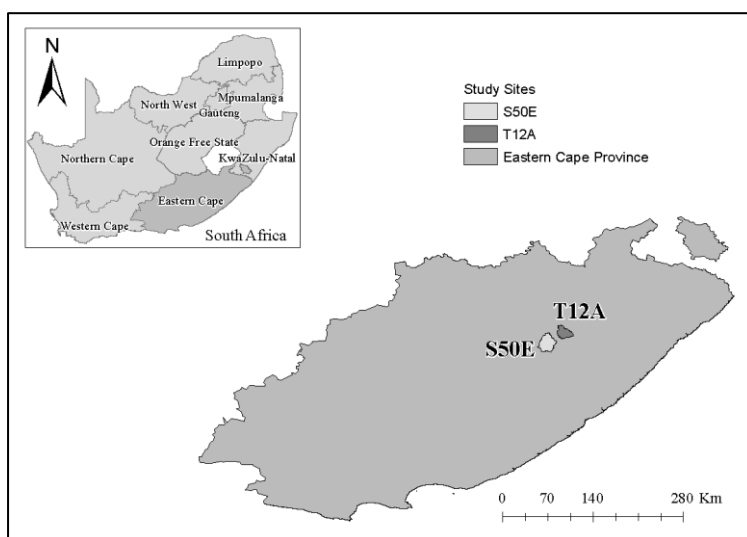 N
Limpopo
North West
Mpumalanga
Gauteng
Orange Free State
KwaZulu-Natal
Northern Cape
Eastern Cape
Western Cape
South Africa
Study Sites
S50E
T12A
Eastern Cape Province
T12A
S50E
0 70 140 280 Km